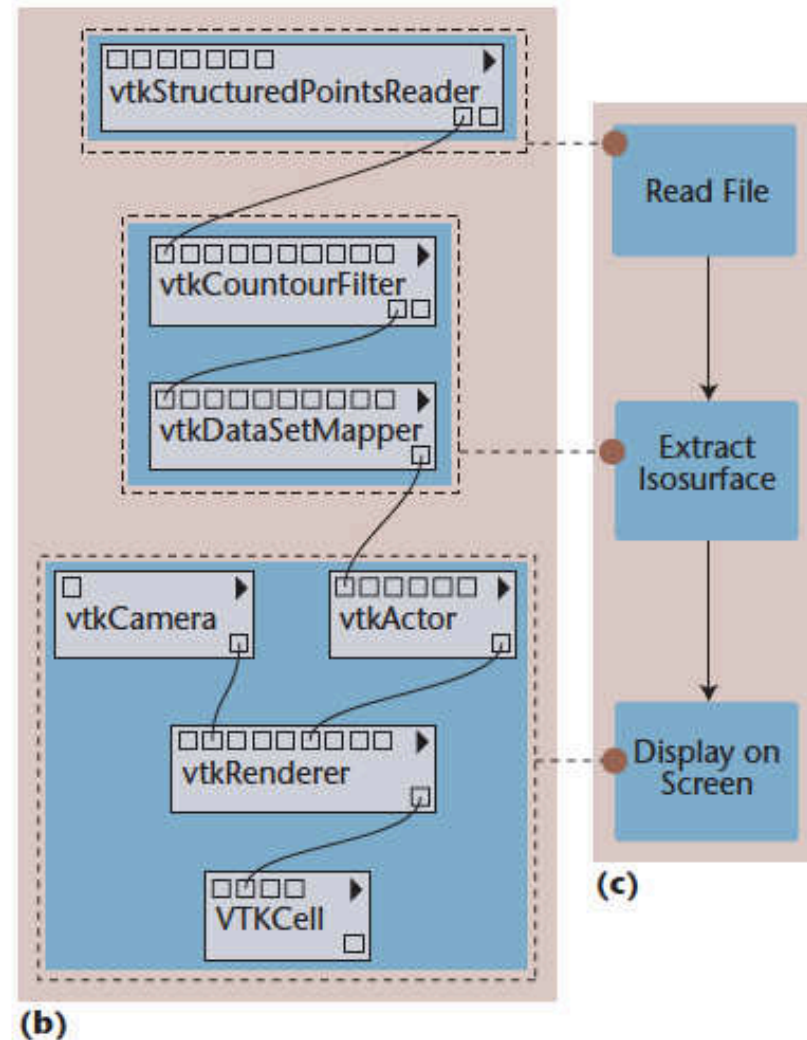 vtkStructuredPointsReader
Read File
vtkCountourFilter
vtkDataSetMapper
Extract
Isosurface
vtkCamera
vtkActor
vtkRenderer
Display on
Screen
VTKCell
(c)
(b)